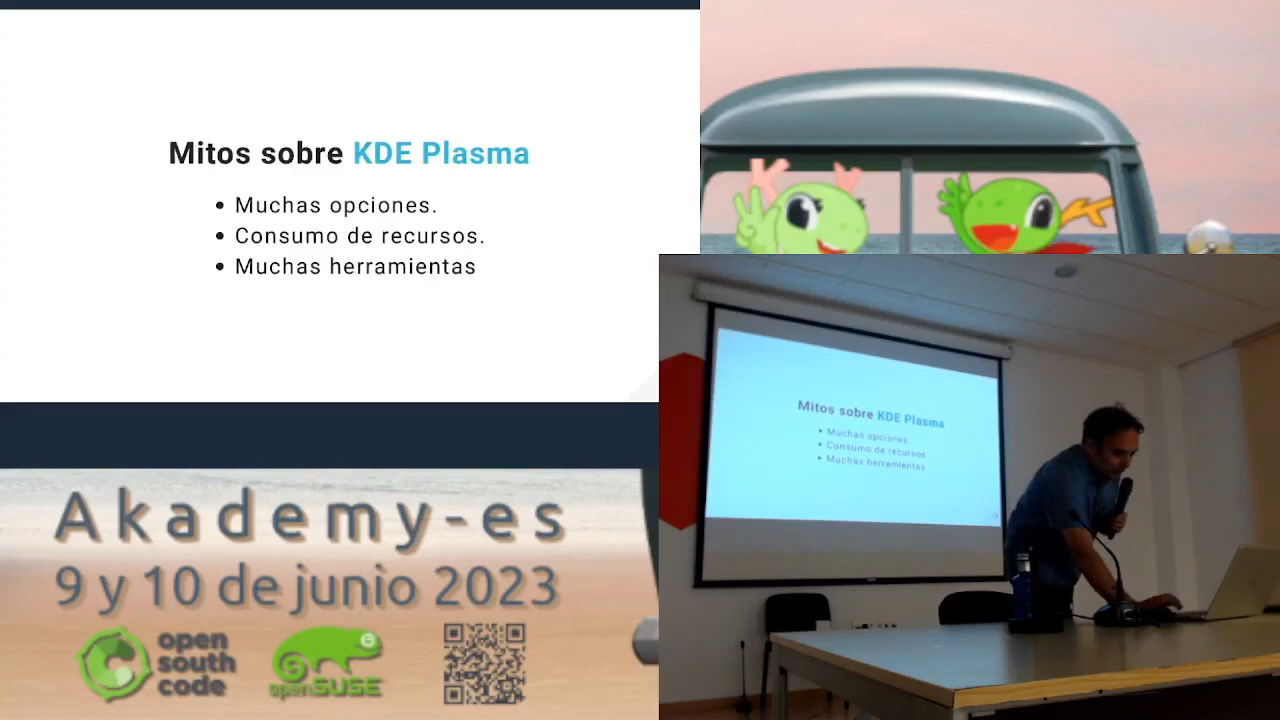 Mitos sobre KDE Plasma
Muchas opciones.
Consumo de recursos.
Muchas herramientas
Akademy-es
9 y 10 de junio 2023
open
south
code
openSUSE
Mitos sobre KDE Plasma
Muchas opciones.
Consumo de recursos
Muchas herramientas